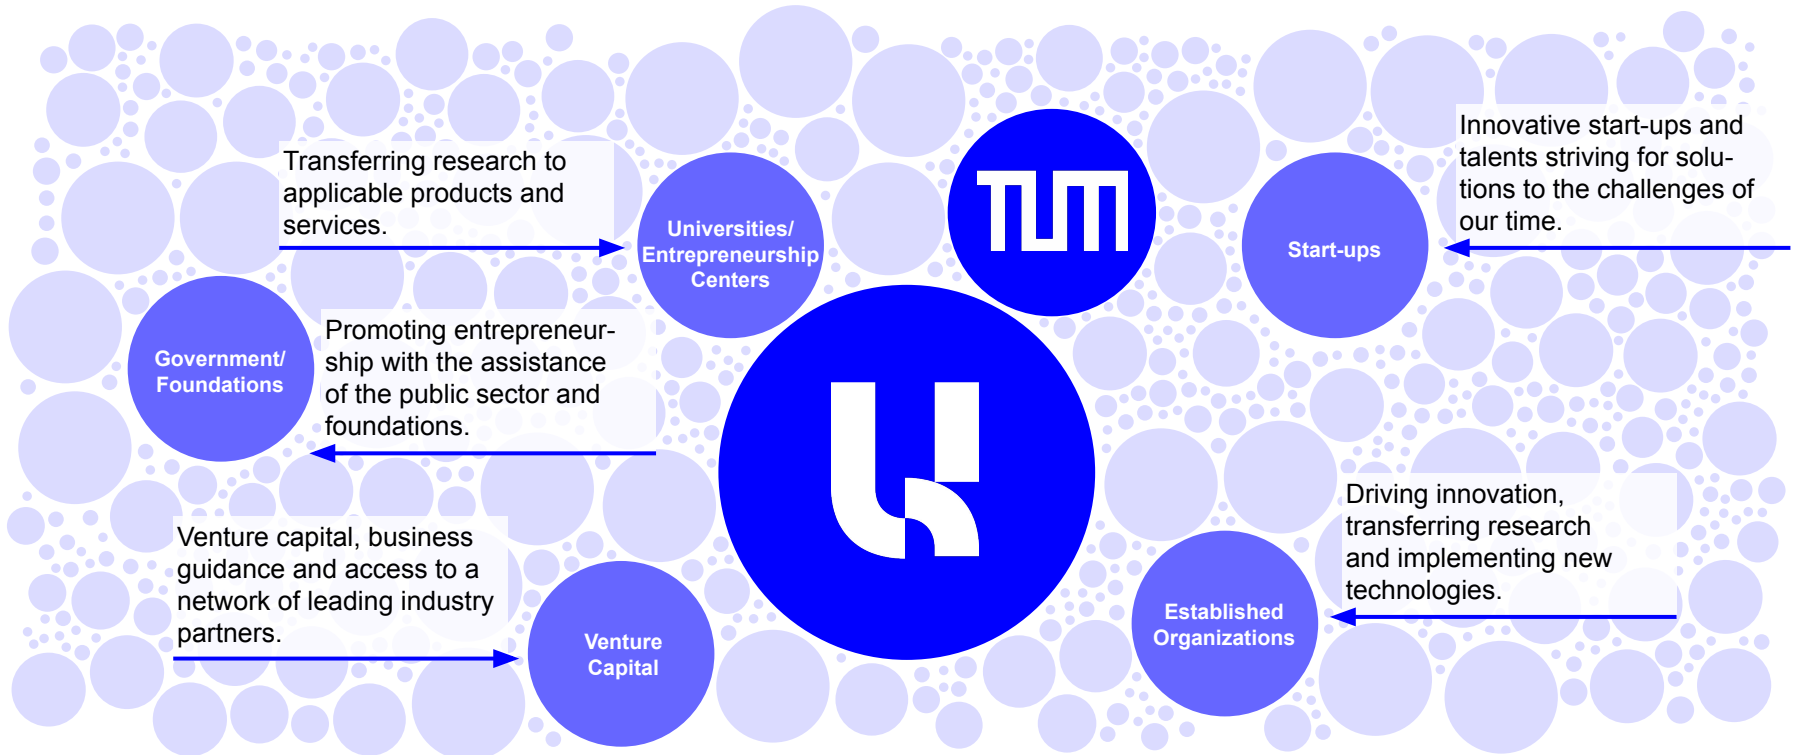 Transferring research to
applicable products and
services.
Universities/
Entrepreneurship
Centers
TUM
Innovative start-ups and
talents striving for solu-
tions to the challenges of
our time.
Start-ups
Government/
Foundations
Promoting entrepreneur-
ship with the assistance
of the public sector and
foundations.
Venture capital, business
guidance and access to a
network of leading industry
partners.
Venture
Capital
Driving innovation,
transferring research
and implementing new
technologies.
Established
Organizations